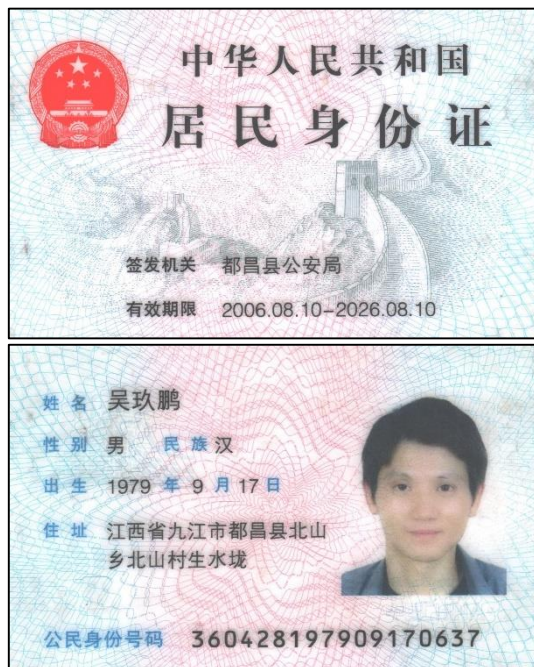 中华人民共和国
居民身份证
签发机关 都昌县公安局
有效期限 2006.08.10-2026.08.10
姓名 吴玖鹏
性别 男 民族 汉
出生 1979 年 9 月 17 日
住址 江西省九江市都昌县北山
乡北山村生水垅
公民身份号码 360428197909170637